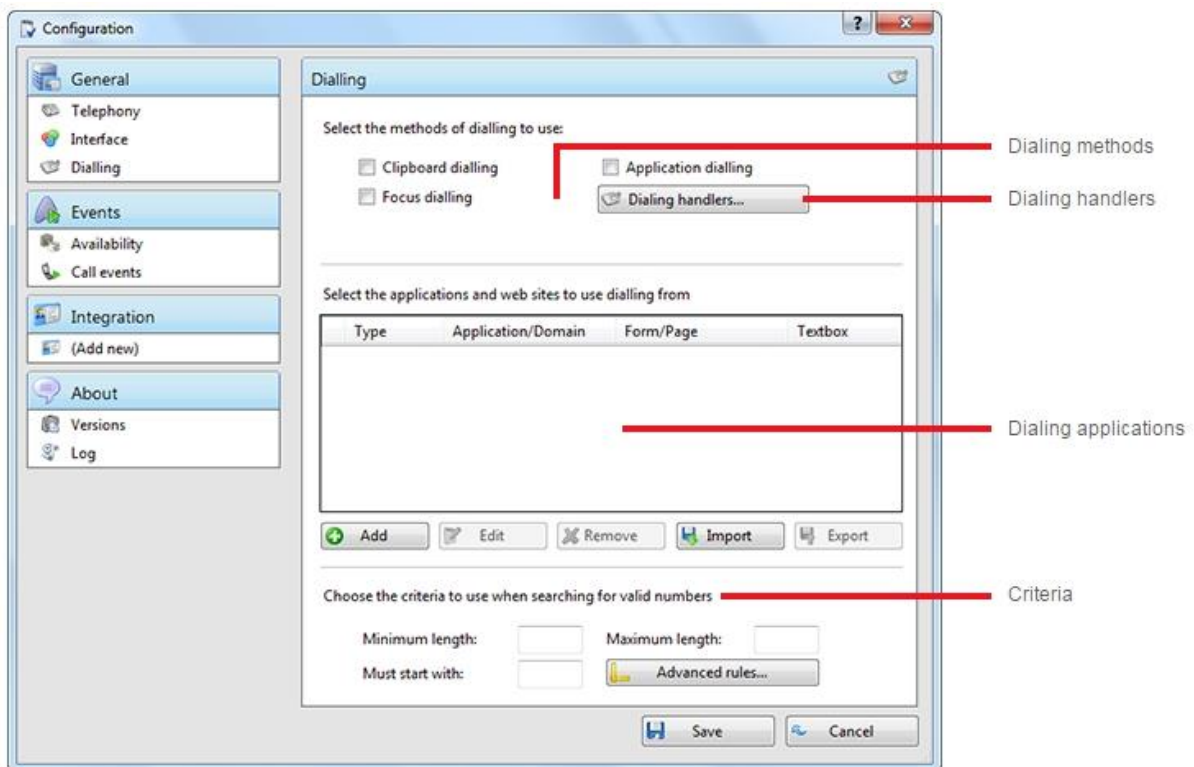 Configuration
?
General
Telephony
Interface
Dialling
Events
Availability
Call events
Integration
(Add new)
About
Versions
Log
Dialling
Select the methods of dialling to use:
Clipboard dialling
Application dialling
Focus dialling
Dialing handlers...
Select the applications and web sites to use dialling from
Type Application/Domain Form/Page Textbox
Add Edit Remove Import Export
Choose the criteria to use when searching for valid numbers
Minimum length: Maximum length:
Must start with: Advanced rules...
Save Cancel
Dialing methods
Dialing handlers
Dialing applications
Criteria